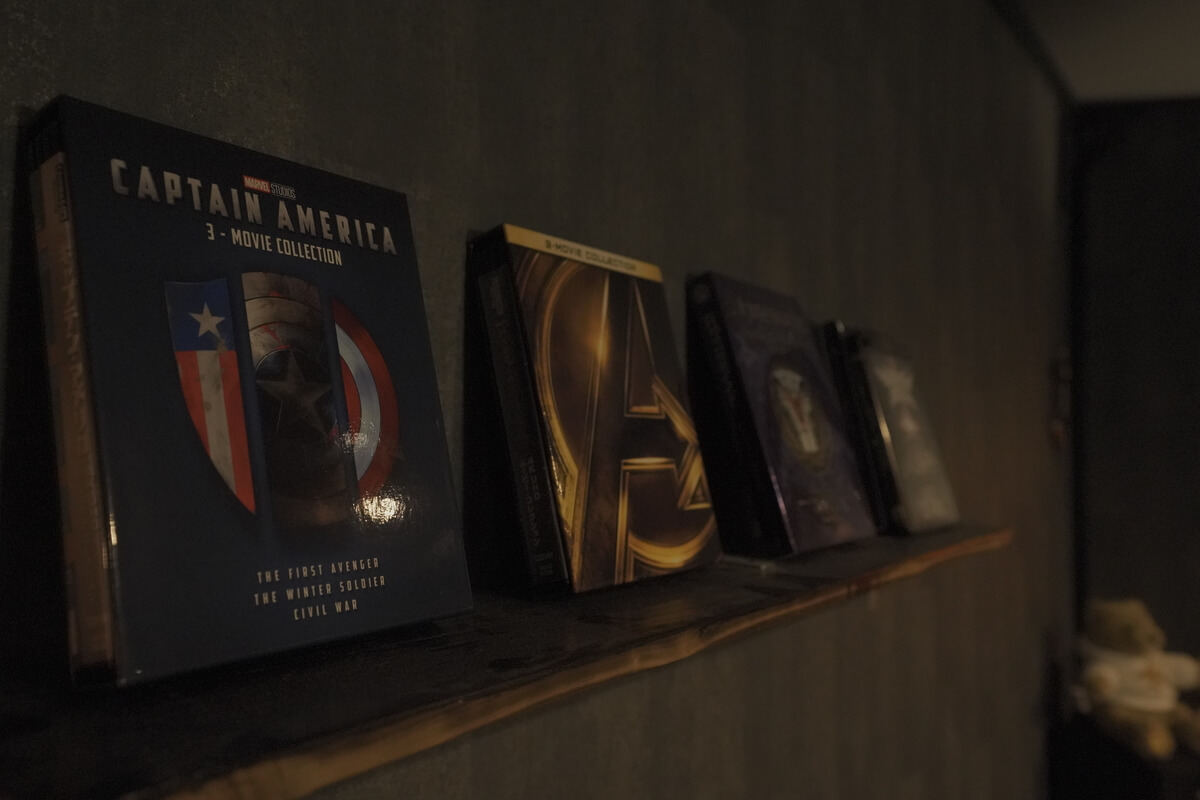 MARVEL STUDIOS
CAPTAIN AMERICA
3 - MOVIE COLLECTION
THE FIRST AVENGER
THE WINTER SOLDIER
CIVIL WAR
3-MOVIE COLLECTION